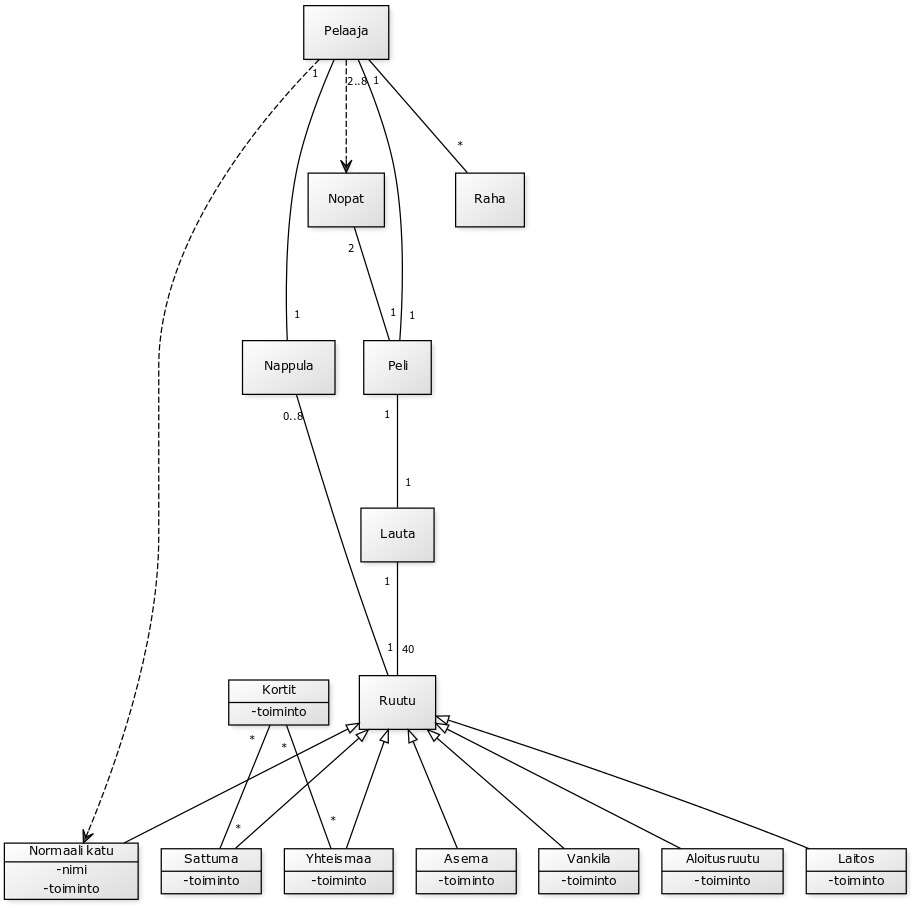 Pelaaja
1
2..8
1
*
Nopat
Raha
2
1
1
1
Nappula
Peli
0..8
1
1
Lauta
1
1
40
Kortit
-toiminto
Ruutu
*
*
*
*
Normaali katu
-nimi
-toiminto
Sattuma
-toiminto
Yhteismaa
-toiminto
Asema
-toiminto
Vankila
-toiminto
Aloitusruutu
-toiminto
Laitos
-toiminto